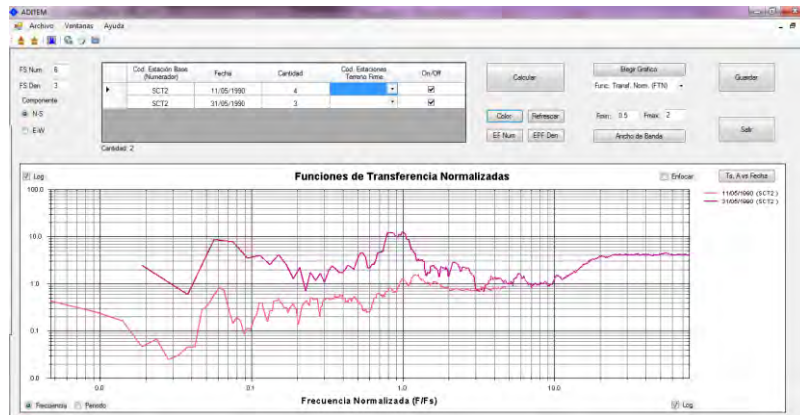 ADITEM
Archivo Ventanas Ayuda
FS Num 6
FS Den 3
Componente
N-S
E-W
Cod. Estación Base (Numerador) Fecha Cantidad Cod. Estaciones Terreno Firme On/Off
SCT2 11/05/1990 4
SCT2 31/05/1990 3
Cantidad: 2
Calcular
Color Refrescar
EF Num EPF Den
Elegir Gráfico
Func. Transf. Norm. (FTN)
Fmin: 0.5 Fmax: 2
Ancho de Banda
Guardar
Salir
Log
Funciones de Transferencia Normalizadas
Enfocar
Ts, A vs Fecha
11/05/1990 (SCT2 )
31/05/1990 (SCT2 )
100.0
10.0
1.0
0.1
0.0
0.0 0.1 1.0 10.0
Frecuencia Periodo
Frecuencia Normalizada (F/Fs)
Log